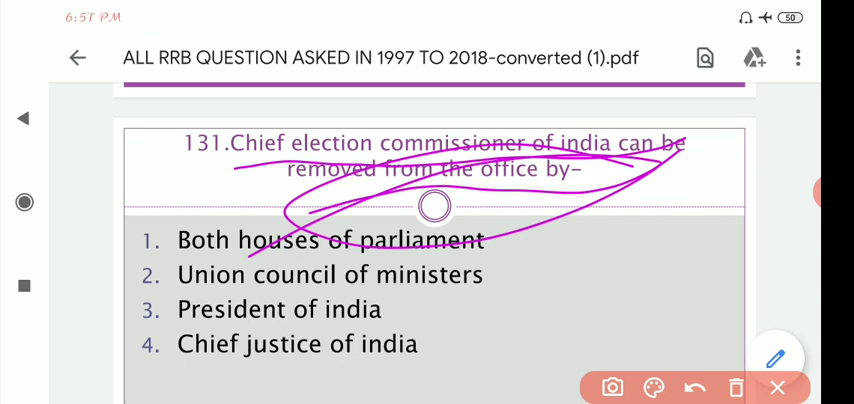 6:57 PM
50
ALL RRB QUESTION ASKED IN 1997 TO 2018-converted (1).pdf
131.Chief election commissioner of india can be
removed from the office by-
1. Both houses of parliament
2. Union council of ministers
3. President of india
4. Chief justice of india